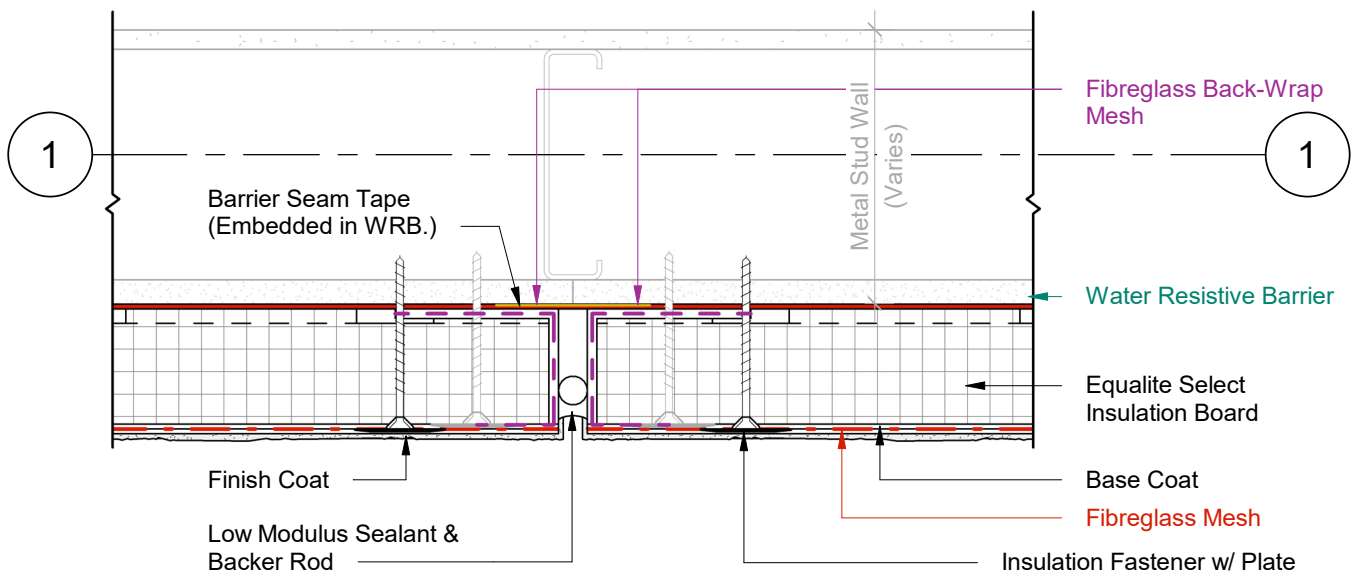 Fibreglass Back-Wrap
Mesh
1
1
Metal Stud Wall
(Varies)
Barrier Seam Tape
(Embedded in WRB.)
Water Resistive Barrier
Equalite Select
Insulation Board
Finish Coat
Base Coat
Fibreglass Mesh
Low Modulus Sealant &
Backer Rod
Insulation Fastener w/ Plate